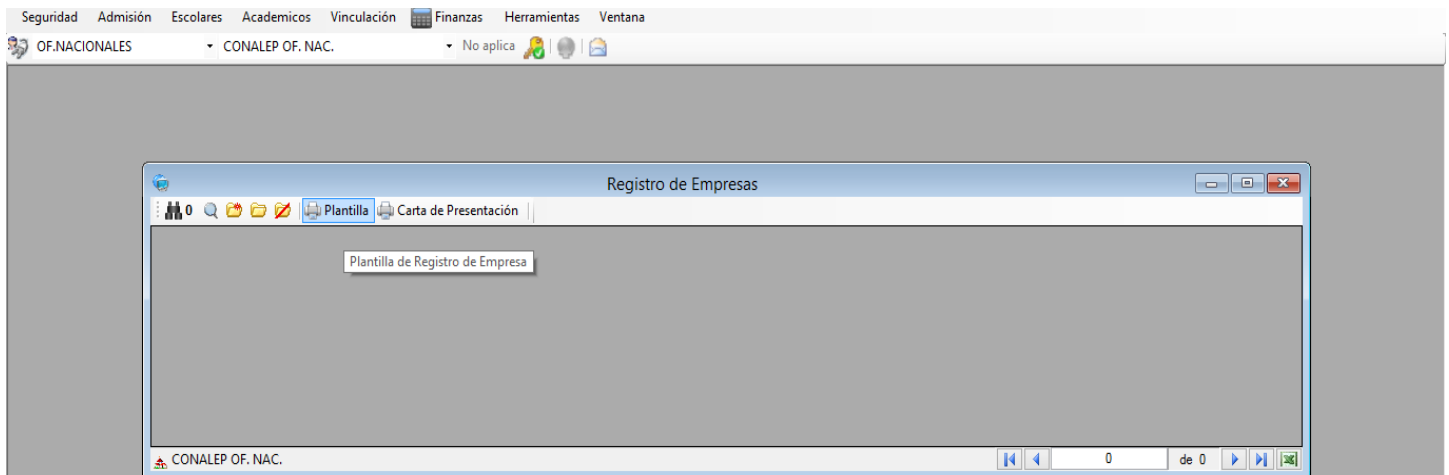 Seguridad Admisión Escolares Academicos Vinculación Finanzas Herramientas Ventana
OF.NACIONALES CONALEP OF. NAC. No aplica
Registro de Empresas
0 Plantilla Carta de Presentación
Plantilla de Registro de Empresa
CONALEP OF. NAC. 0 de 0